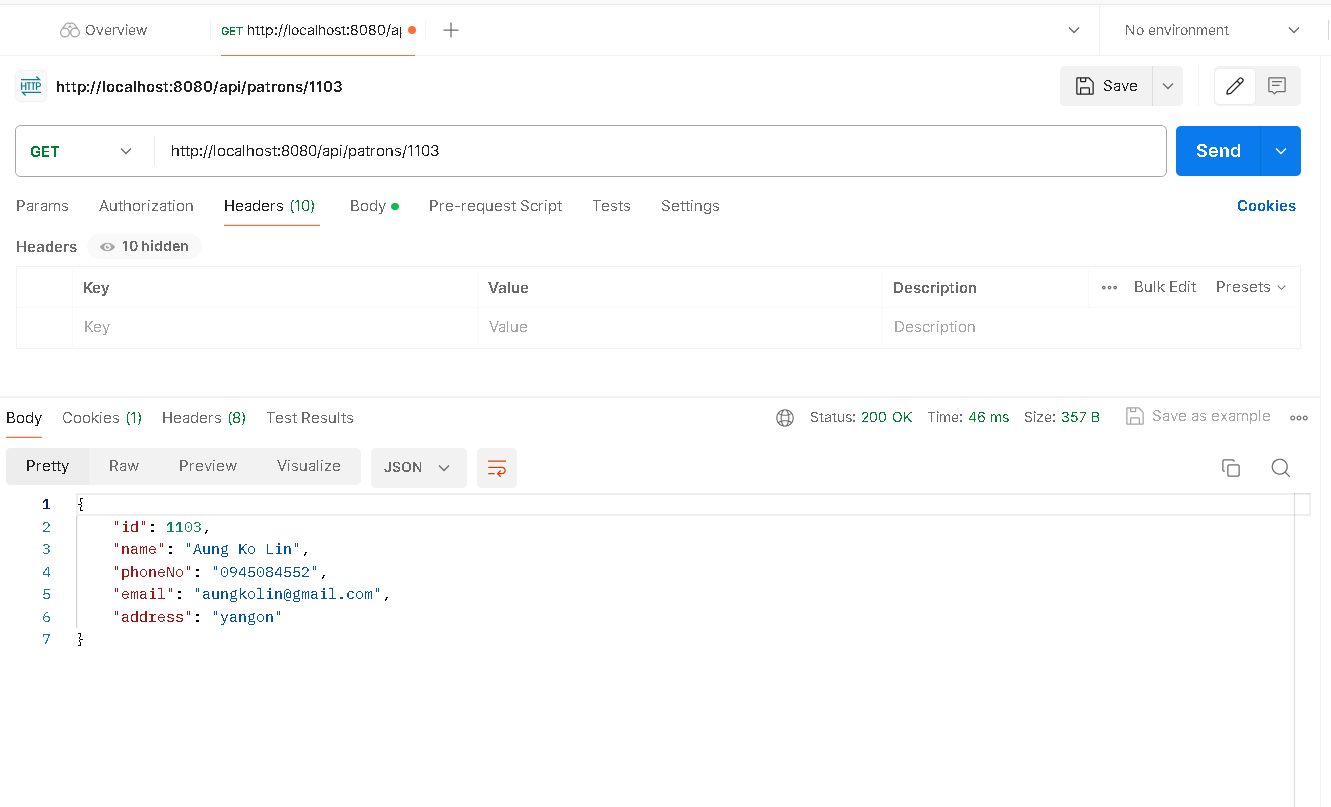 Overview GET http://localhost:8080/ap No environment
HTTP http://localhost:8080/api/patrons/1103 Save
GET http://localhost:8080/api/patrons/1103 Send
Params Authorization Headers (10) Body Pre-request Script Tests Settings Cookies
Headers 10 hidden
Key Value Description Bulk Edit Presets
Key Value Description
Body Cookies (1) Headers (8) Test Results Status: 200 OK Time: 46 ms Size: 357 B Save as example
Pretty Raw Preview Visualize JSON
1 {
2 "id": 1103,
3 "name": "Aung Ko Lin",
4 "phoneNo": "0945084552",
5 "email": "aungkolin@gmail.com",
6 "address": "yangon"
7 }